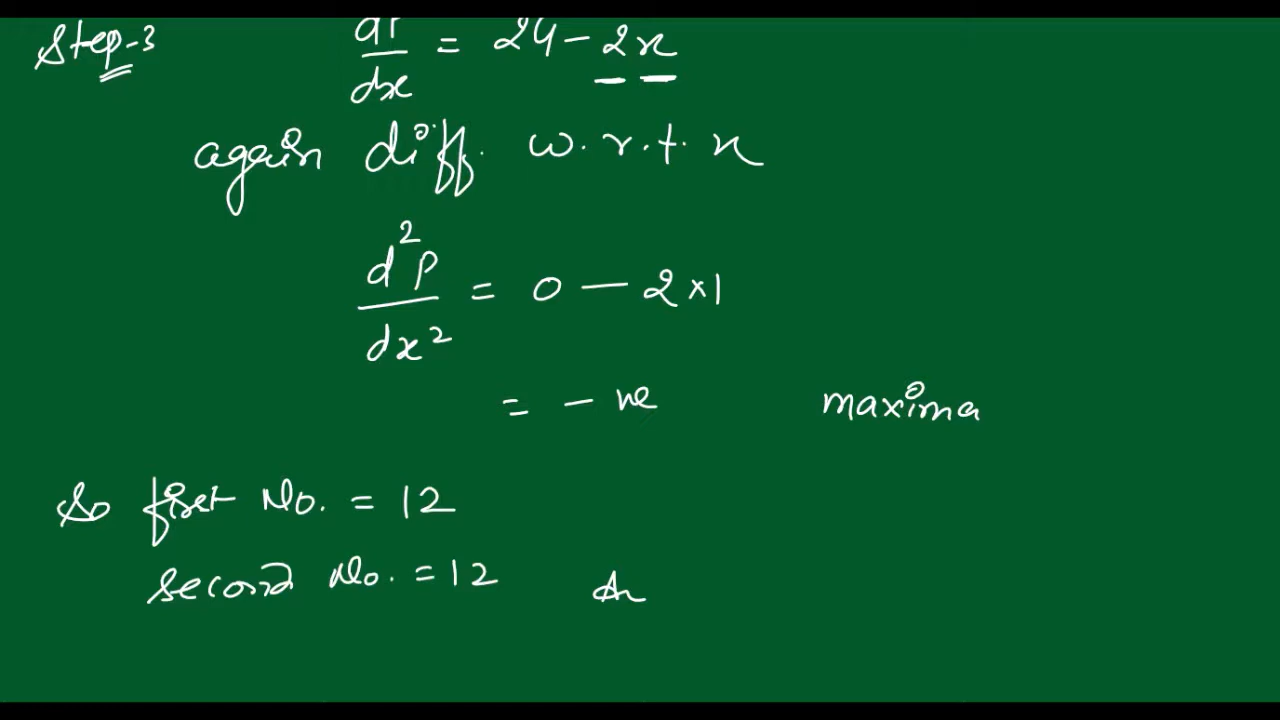 Step-3 dP/dx = 24 - 2x
again diff. w.r.t. x
d²P/dx² = 0 - 2×1
= - ve maxima
So first No. = 12
second No. = 12 An